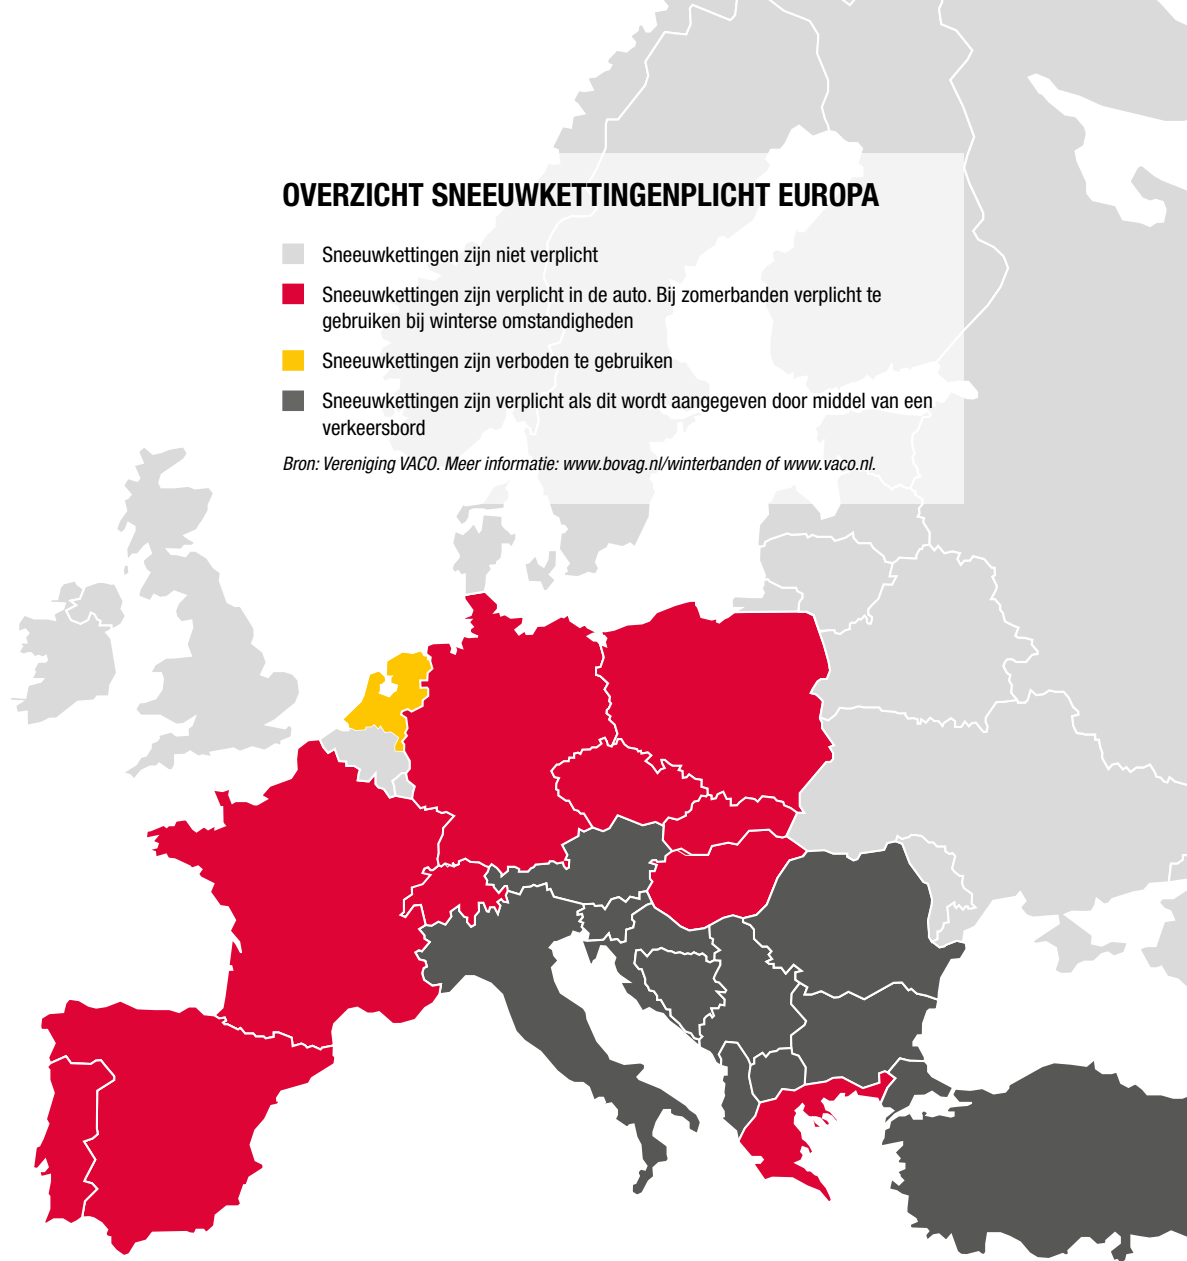 OVERZICHT SNEEUWKETTINGENPLICHT EUROPA
Sneeuwkettingen zijn niet verplicht
Sneeuwkettingen zijn verplicht in de auto. Bij zomerbanden verplicht te
gebruiken bij winterse omstandigheden
Sneeuwkettingen zijn verboden te gebruiken
Sneeuwkettingen zijn verplicht als dit wordt aangegeven door middel van een
verkeersbord
Bron: Vereniging VACO. Meer informatie: www.bovag.nl/winterbanden of www.vaco.nl.